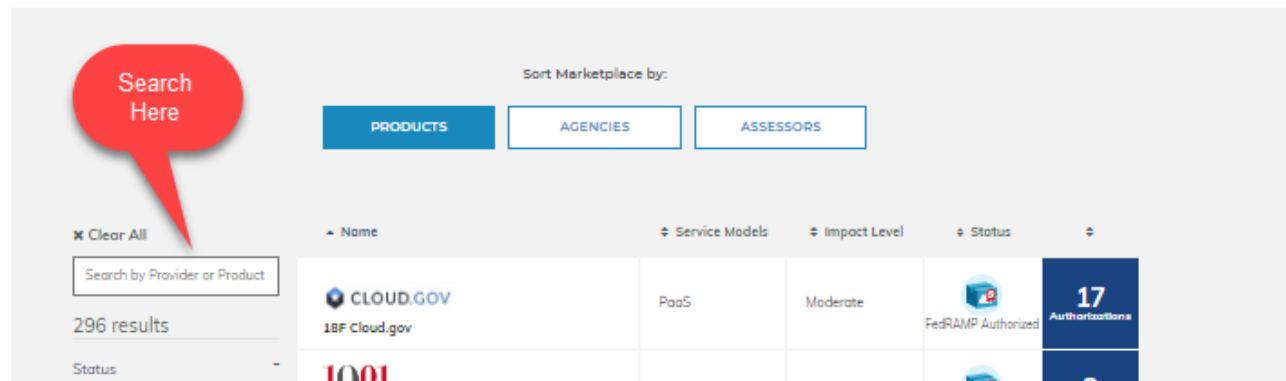 Search
Here
Sort Marketplace by:
PRODUCTS
AGENCIES
ASSESSORS
✖ Clear All
Name
Service Models
Impact Level
Status
Search by Provider or Product
296 results
Status -
CLOUD.GOV
18F Cloud.gov
PaaS
Moderate
FedRAMP Authorized
17
Authorizations